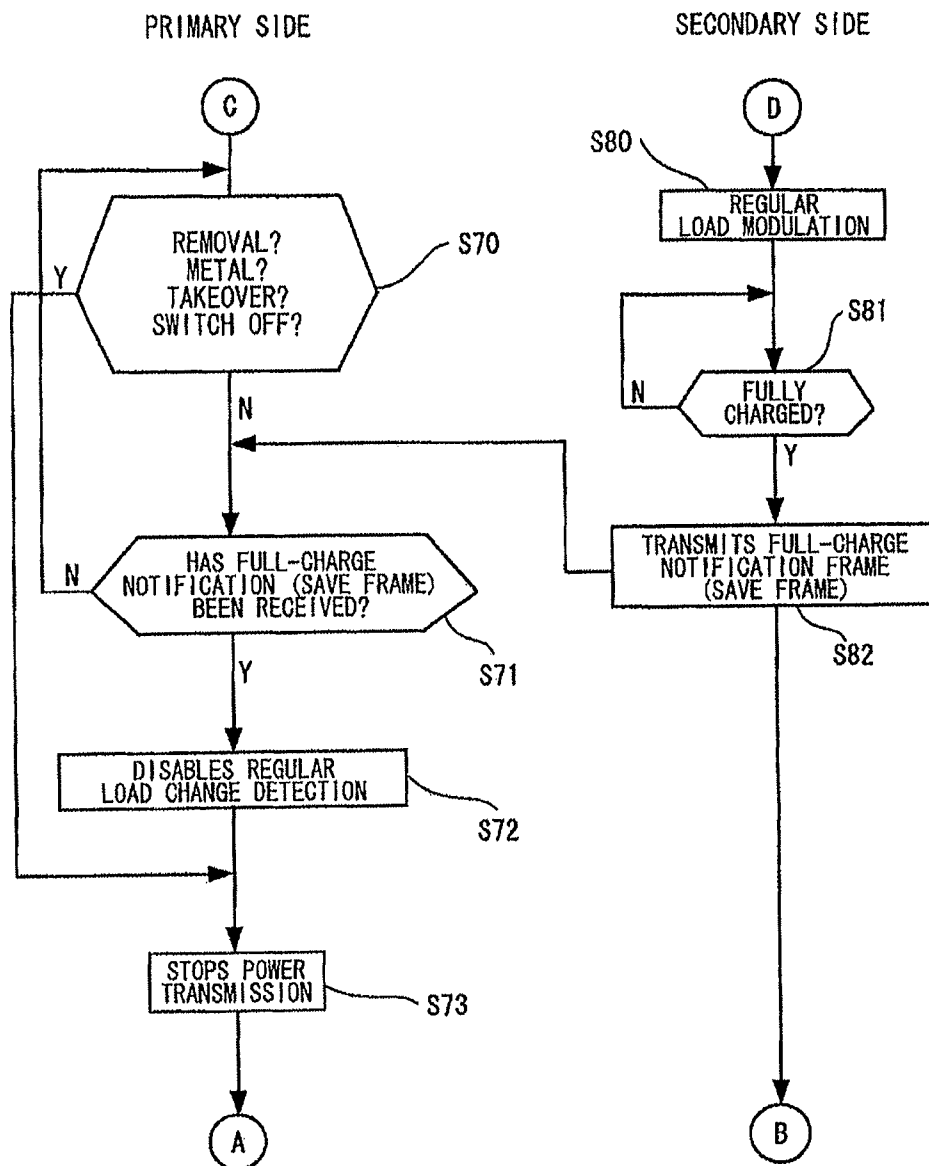 PRIMARY SIDE
SECONDARY SIDE
C
D
S80
REGULAR
LOAD MODULATION
REMOVAL?
METAL?
TAKEOVER?
SWITCH OFF?
S70
Y
N
S81
FULLY
CHARGED?
N
Y
HAS FULL-CHARGE
NOTIFICATION (SAVE FRAME)
BEEN RECEIVED?
N
S71
Y
TRANSMITS FULL-CHARGE
NOTIFICATION FRAME
(SAVE FRAME)
S82
DISABLES REGULAR
LOAD CHANGE DETECTION
S72
STOPS POWER
TRANSMISSION
S73
A
B